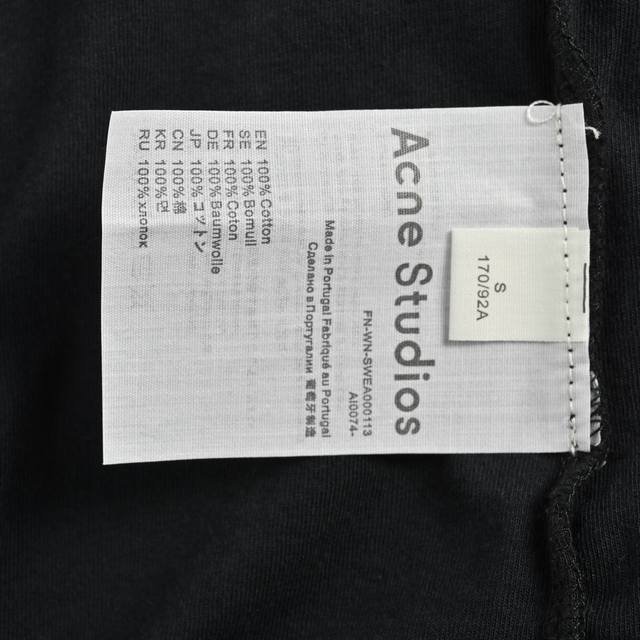 Acne Studios
S
170/92A
FN-WN-SWEA000113
AI0074-
Made in Portugal Fabriqué au Portugal
Сделано в Португалии 葡萄牙制造
EN 100% Cotton
SE 100% Bomull
FR 100% Coton
DE 100% Baumwolle
JP 100% コットン
CN 100% 棉
KR 100% 면
RU 100% хлопок